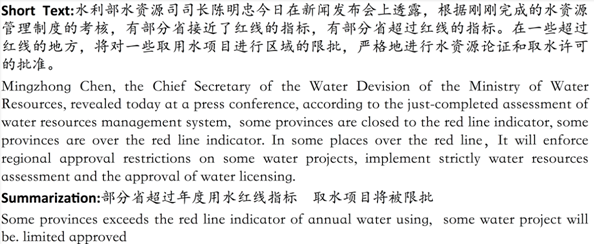 Short Text:水利部水资源司司长陈明忠今日在新闻发布会上透露，根据刚刚完成的水资源
管理制度的考核，有部分省接近了红线的指标，有部分省超过红线的指标。在一些超过
红线的地方，将对一些取用水项目进行区域的限批，严格地进行水资源论证和取水许可
的批准。
Mingzhong Chen, the Chief Secretary of the Water Devision of the Ministry of Water
Resources, revealed today at a press conference, according to the just-completed assessment of
water resources management system, some provinces are closed to the red line indicator, some
provinces are over the red line indicator. In some places over the red line, It will enforce
regional approval restrictions on some water projects, implement strictly water resources
assessment and the approval of water licensing.
Summarization:部分省超过年度用水红线指标 取水项目将被限批
Some provinces exceeds the red line indicator of annual water using, some water project will
be. limited approved